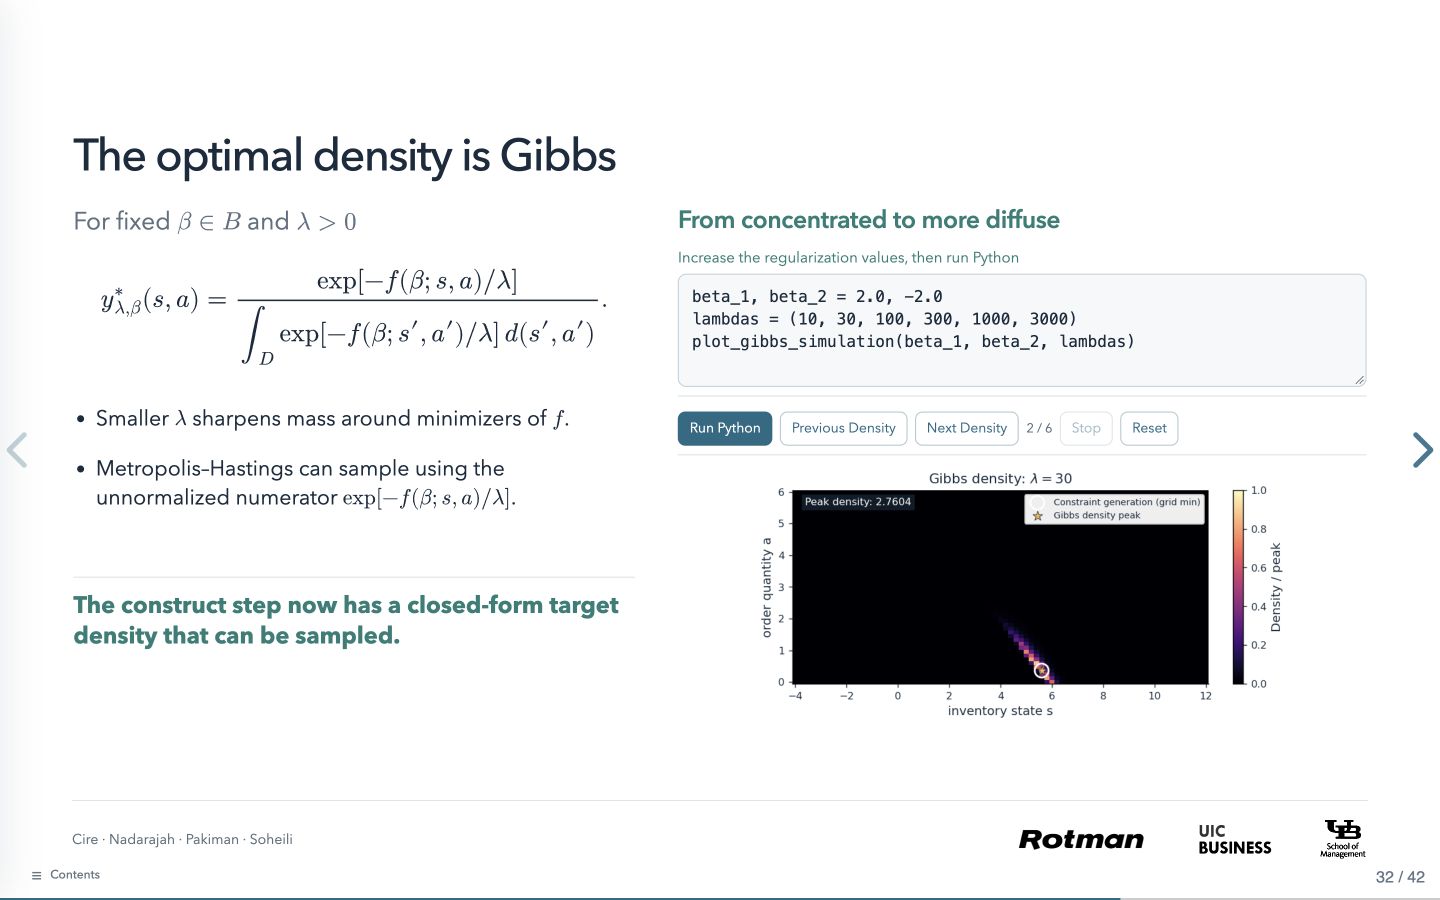 The optimal density is Gibbs
For fixed β ∈ B and λ > 0
y*λ,β(s, a) = exp[−f(β; s, a)/λ] / ∫D exp[−f(β; s′, a′)/λ] d(s′, a′) .
• Smaller λ sharpens mass around minimizers of f.
• Metropolis–Hastings can sample using the
unnormalized numerator exp[−f(β; s, a)/λ].
The construct step now has a closed-form target
density that can be sampled.
From concentrated to more diffuse
Increase the regularization values, then run Python
beta_1, beta_2 = 2.0, -2.0
lambdas = (10, 30, 100, 300, 1000, 3000)
plot_gibbs_simulation(beta_1, beta_2, lambdas)
Run Python Previous Density Next Density 2 / 6 Stop Reset
Gibbs density: λ = 30
Peak density: 2.7604
Constraint generation (grid min)
Gibbs density peak
order quantity a
6
5
4
3
2
1
0
−4 −2 0 2 4 6 8 10 12
inventory state s
1.0
0.8
0.6
0.4
0.2
0.0
Density / peak
Cire · Nadarajah · Pakiman · Soheili
Rotman
UIC
BUSINESS
UB
School of
Management
≡ Contents
32 / 42